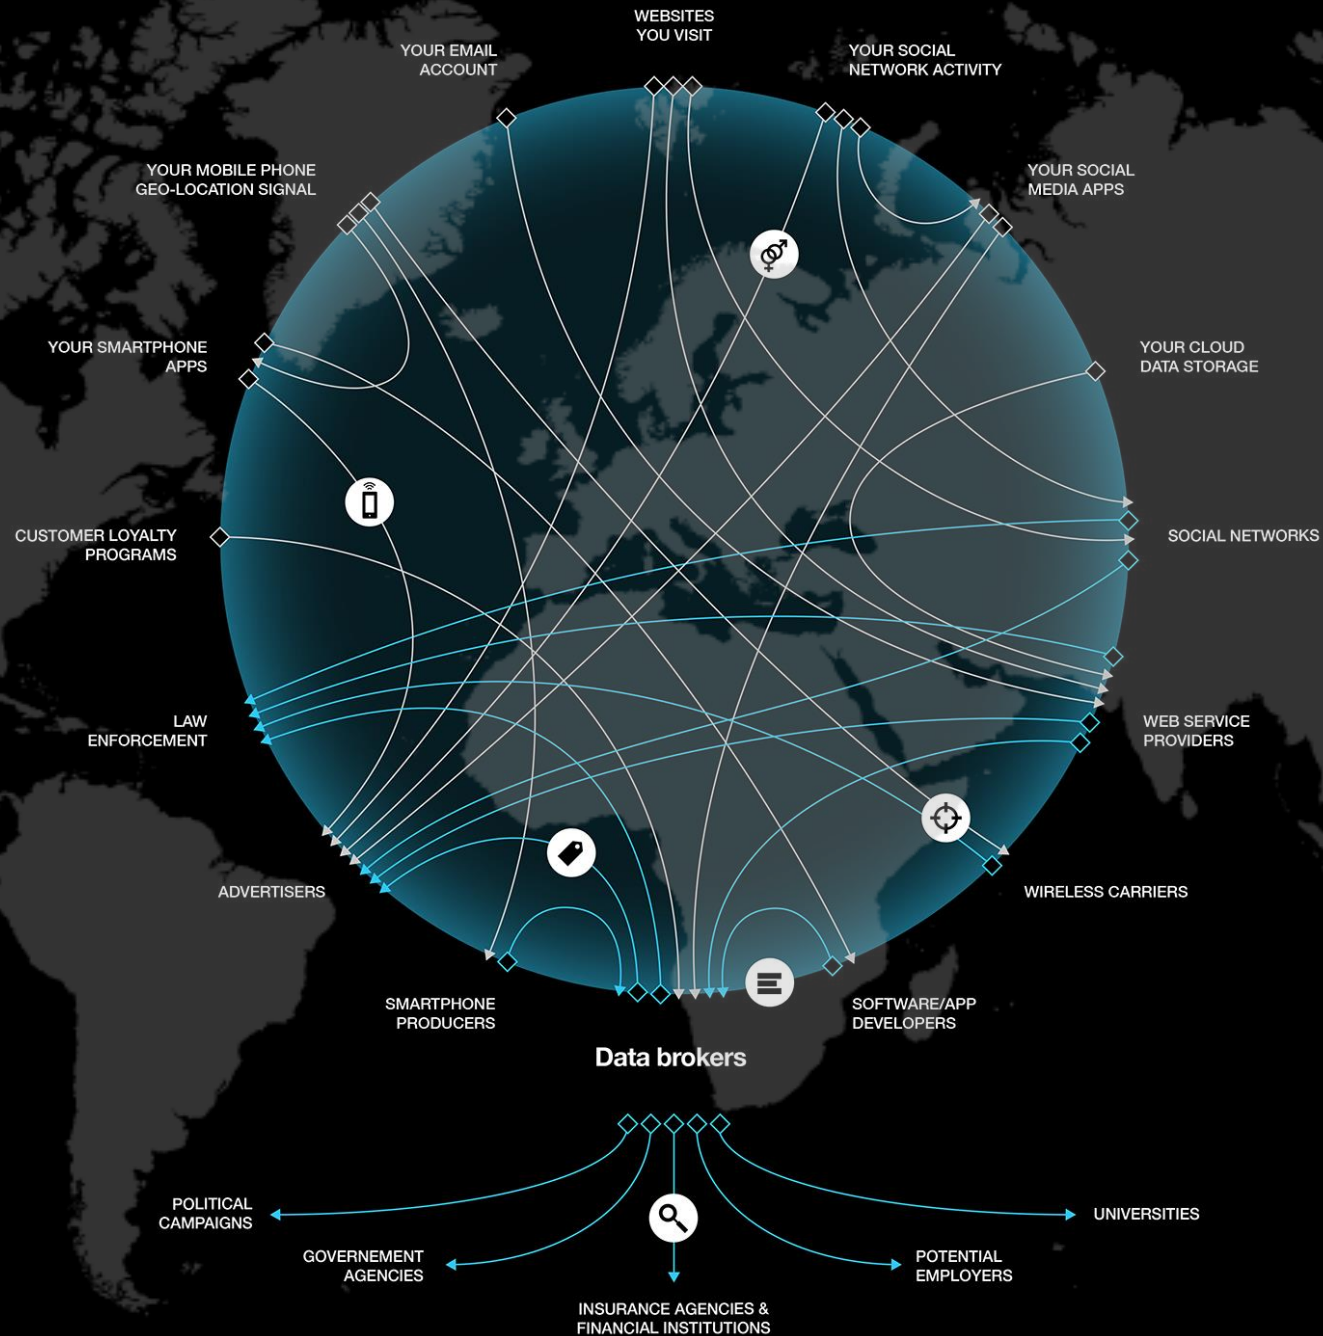 WEBSITES
YOU VISIT
YOUR EMAIL
ACCOUNT
YOUR SOCIAL
NETWORK ACTIVITY
YOUR MOBILE PHONE
GEO-LOCATION SIGNAL
YOUR SOCIAL
MEDIA APPS
YOUR SMARTPHONE
APPS
YOUR CLOUD
DATA STORAGE
CUSTOMER LOYALTY
PROGRAMS
SOCIAL NETWORKS
LAW
ENFORCEMENT
WEB SERVICE
PROVIDERS
ADVERTISERS
WIRELESS CARRIERS
SMARTPHONE
PRODUCERS
SOFTWARE/APP
DEVELOPERS
Data brokers
POLITICAL
CAMPAIGNS
UNIVERSITIES
GOVERNEMENT
AGENCIES
POTENTIAL
EMPLOYERS
INSURANCE AGENCIES &
FINANCIAL INSTITUTIONS